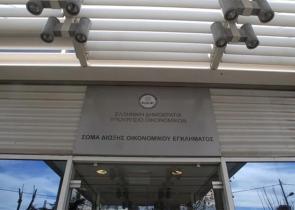 ΕΛΛΗΝΙΚΗ ΔΗΜΟΚΡΑΤΙΑ
ΥΠΟΥΡΓΕΙΟ ΟΙΚΟΝΟΜΙΚΩΝ
ΣΩΜΑ ΔΙΩΞΗΣ ΟΙΚΟΝΟΜΙΚΟΥ ΕΓΚΛΗΜΑΤΟΣ